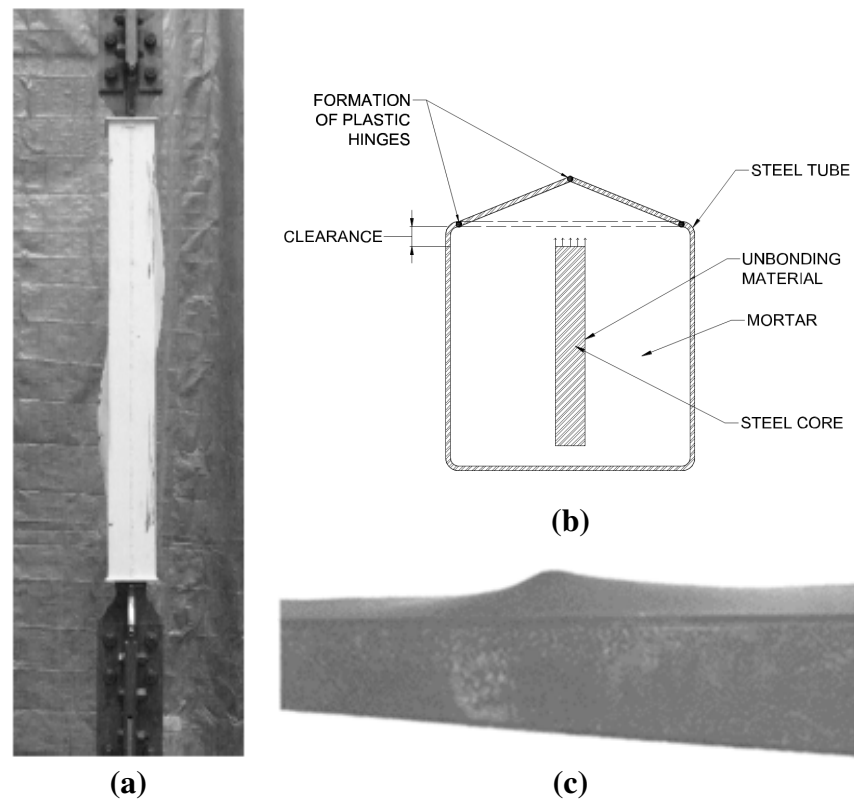 FORMATION
OF PLASTIC
HINGES
STEEL TUBE
CLEARANCE
UNBONDING
MATERIAL
MORTAR
STEEL CORE
(b)
(a)
(c)